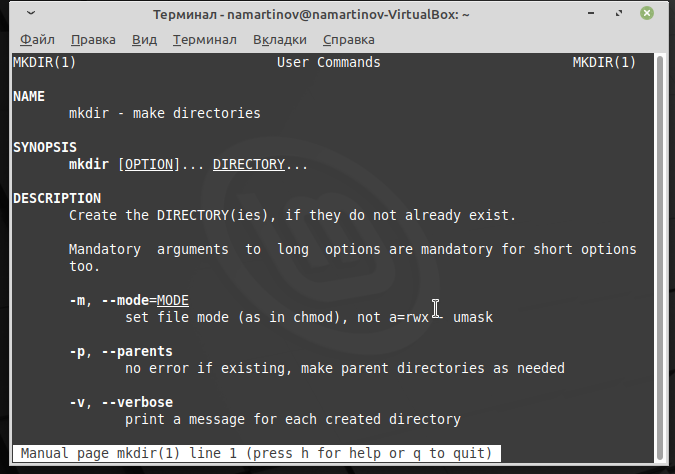 Терминал - namartinov@namartinov-VirtualBox: ~
Файл Правка Вид Терминал Вкладки Справка
MKDIR(1) User Commands MKDIR(1)
NAME
mkdir - make directories
SYNOPSIS
mkdir [OPTION]... DIRECTORY...
DESCRIPTION
Create the DIRECTORY(ies), if they do not already exist.
Mandatory arguments to long options are mandatory for short options
too.
-m, --mode=MODE
set file mode (as in chmod), not a=rwx - umask
-p, --parents
no error if existing, make parent directories as needed
-v, --verbose
print a message for each created directory
Manual page mkdir(1) line 1 (press h for help or q to quit)